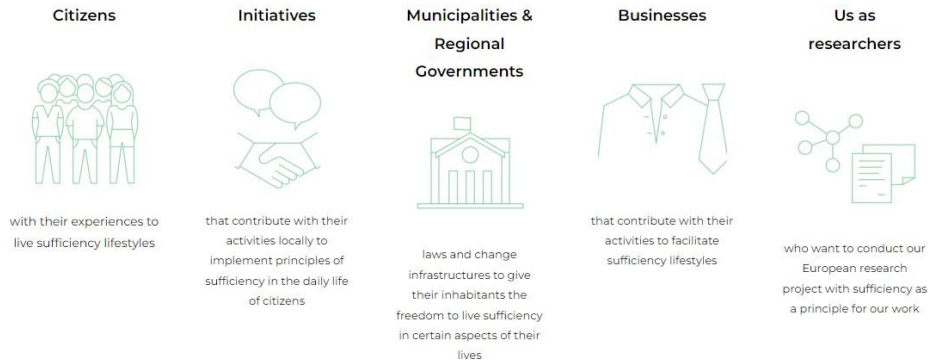 Citizens
with their experiences to
live sufficiency lifestyles
Initiatives
that contribute with their
activities locally to
implement principles of
sufficiency in the daily life
of citizens
Municipalities &
Regional
Governments
laws and change
infrastructures to give
their inhabitants the
freedom to live sufficiency
in certain aspects of their
lives
Businesses
that contribute with their
activities to facilitate
sufficiency lifestyles
Us as
researchers
who want to conduct our
European research
project with sufficiency as
a principle for our work